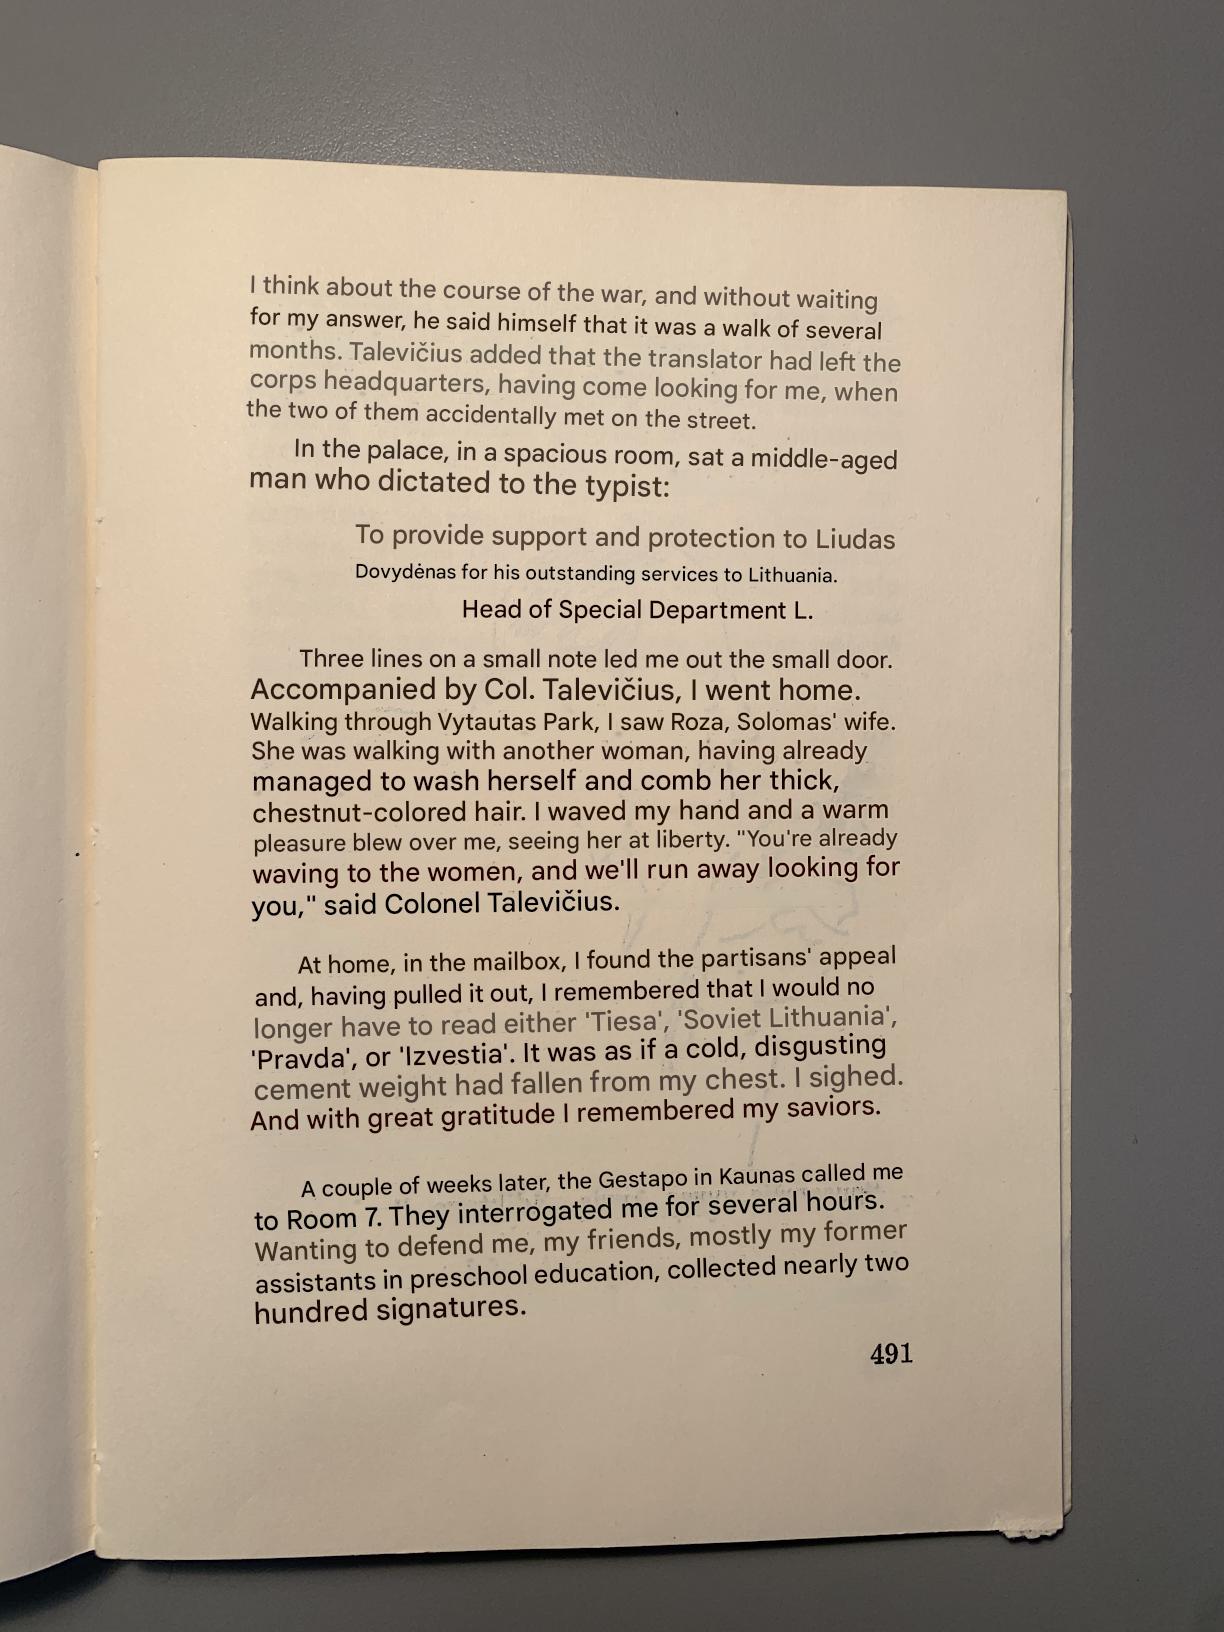 I think about the course of the war, and without waiting
for my answer, he said himself that it was a walk of several
months. Talevičius added that the translator had left the
corps headquarters, having come looking for me, when
the two of them accidentally met on the street.
In the palace, in a spacious room, sat a middle-aged
man who dictated to the typist:
To provide support and protection to Liudas
Dovydėnas for his outstanding services to Lithuania.
Head of Special Department L.
Three lines on a small note led me out the small door.
Accompanied by Col. Talevičius, I went home.
Walking through Vytautas Park, I saw Roza, Solomas' wife.
She was walking with another woman, having already
managed to wash herself and comb her thick,
chestnut-colored hair. I waved my hand and a warm
pleasure blew over me, seeing her at liberty. "You're already
waving to the women, and we'll run away looking for
you," said Colonel Talevičius.
At home, in the mailbox, I found the partisans' appeal
and, having pulled it out, I remembered that I would no
longer have to read either 'Tiesa', 'Soviet Lithuania',
'Pravda', or 'Izvestia'. It was as if a cold, disgusting
cement weight had fallen from my chest. I sighed.
And with great gratitude I remembered my saviors.
A couple of weeks later, the Gestapo in Kaunas called me
to Room 7. They interrogated me for several hours.
Wanting to defend me, my friends, mostly my former
assistants in preschool education, collected nearly two
hundred signatures.
491